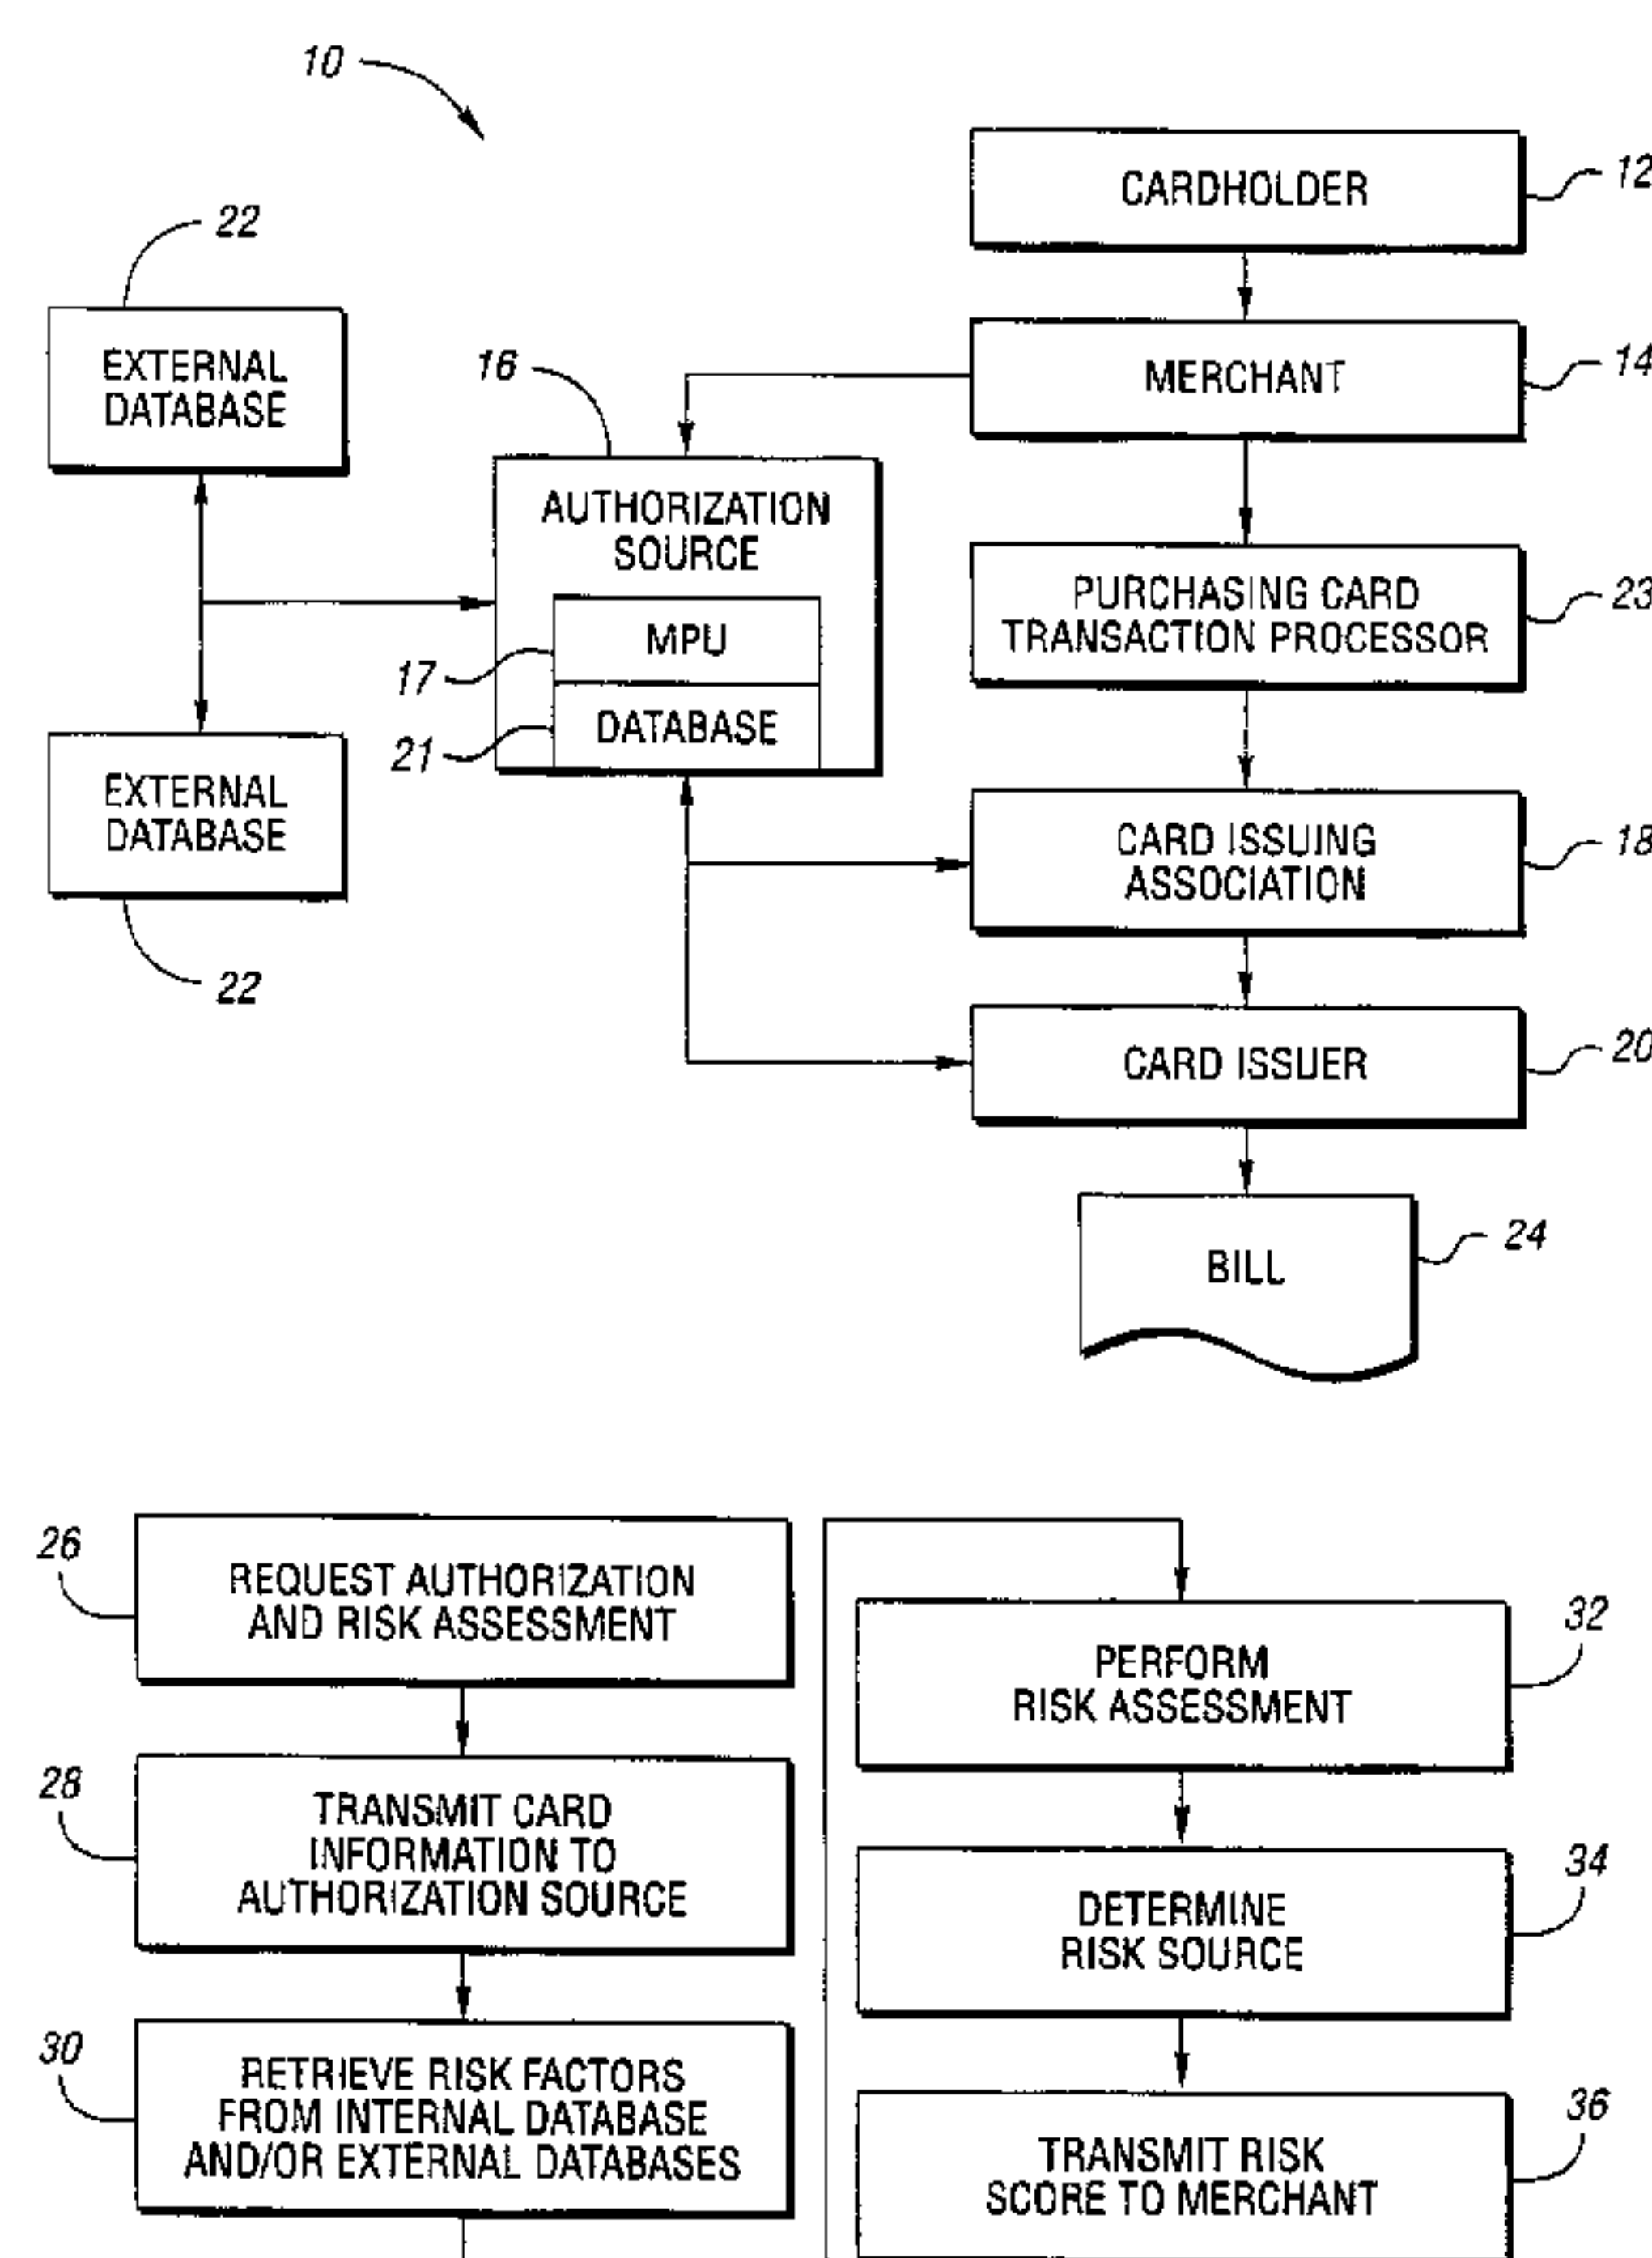 10
CARDHOLDER
12
22
EXTERNAL
DATABASE
16
MERCHANT
14
AUTHORIZATION
SOURCE
MPU
17
DATABASE
21
PURCHASING CARD
TRANSACTION PROCESSOR
23
EXTERNAL
DATABASE
22
CARD ISSUING
ASSOCIATION
18
CARD ISSUER
20
BILL
24
26
REQUEST AUTHORIZATION
AND RISK ASSESSMENT
28
TRANSMIT CARD
INFORMATION TO
AUTHORIZATION SOURCE
30
RETRIEVE RISK FACTORS
FROM INTERNAL DATABASE
AND/OR EXTERNAL DATABASES
32
PERFORM
RISK ASSESSMENT
34
DETERMINE
RISK SOURCE
36
TRANSMIT RISK
SCORE TO MERCHANT